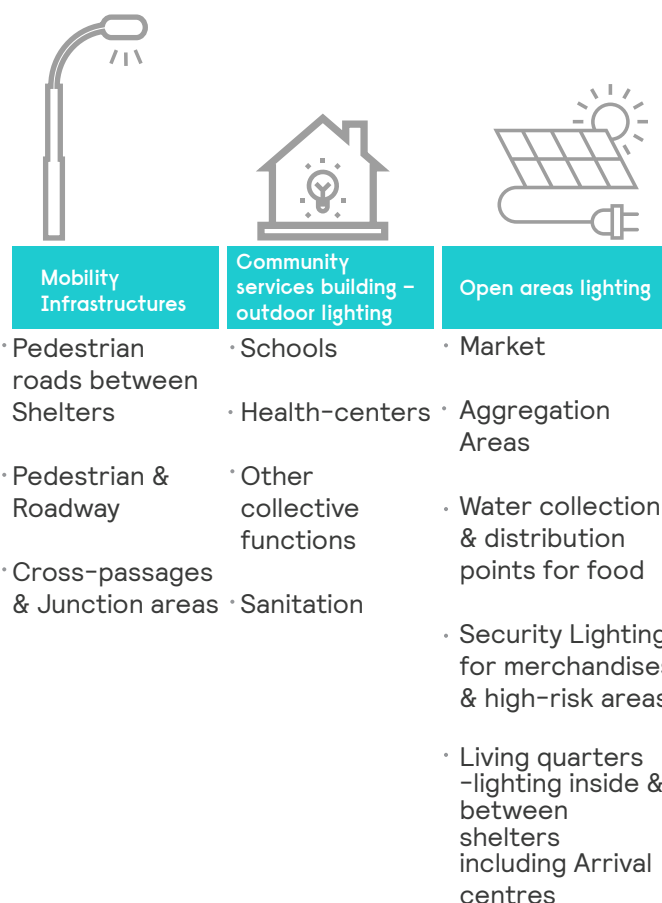 Mobility
Infrastructures
Community
services building –
outdoor lighting
Open areas lighting
· Pedestrian
roads between
Shelters
· Pedestrian &
Roadway
· Cross-passages
& Junction areas
· Schools
· Health-centers
· Other
collective
functions
· Sanitation
· Market
· Aggregation
Areas
· Water collection
& distribution
points for food
· Security Lighting
for merchandises
& high-risk areas
· Living quarters
-lighting inside &
between
shelters
including Arrival
centres